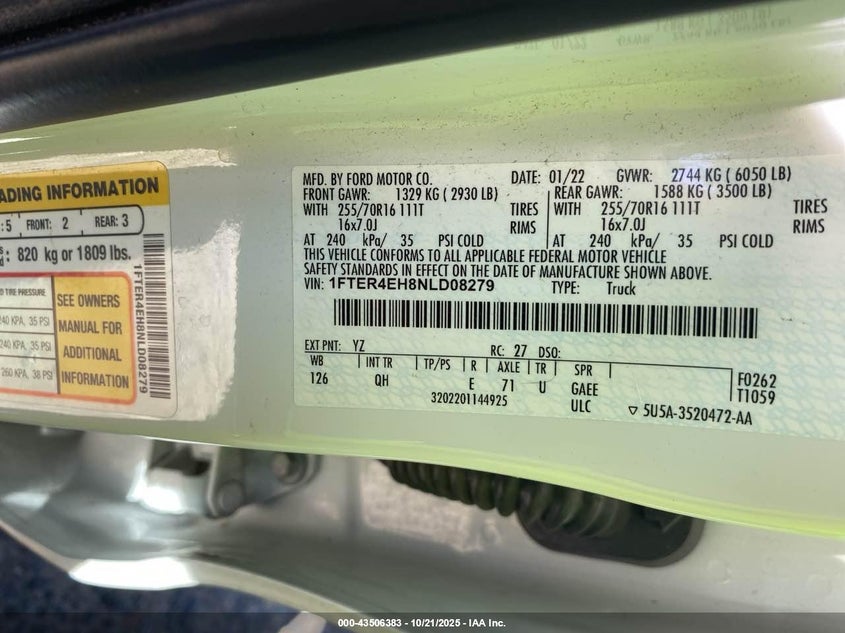 ADING INFORMATION
: 5 FRONT: 2 REAR: 3
: 820 kg or 1809 lbs.
TIRE PRESSURE
240 KPA, 35 PSI
240 KPA, 35 PSI
260 KPA, 38 PSI
SEE OWNERS
MANUAL FOR
ADDITIONAL
INFORMATION
1FTER4EH8NLD08279
MFD. BY FORD MOTOR CO. DATE: 01/22 GVWR: 2744 KG ( 6050 LB)
FRONT GAWR: 1329 KG ( 2930 LB) REAR GAWR: 1588 KG ( 3500 LB)
WITH 255/70R16 111T TIRES WITH 255/70R16 111T TIRES
16x7.0J RIMS 16x7.0J RIMS
AT 240 kPa/ 35 PSI COLD AT 240 kPa/ 35 PSI COLD
THIS VEHICLE CONFORMS TO ALL APPLICABLE FEDERAL MOTOR VEHICLE
SAFETY STANDARDS IN EFFECT ON THE DATE OF MANUFACTURE SHOWN ABOVE.
VIN: 1FTER4EH8NLD08279 TYPE: Truck
EXT PNT: YZ RC: 27 DSO:
WB INT TR TP/PS R AXLE TR SPR
126 QH E 71 U GAEE
ULC
F0262
T1059
3202201144925
5U5A-3520472-AA
000-43506383 - 10/21/2025 - IAA Inc.